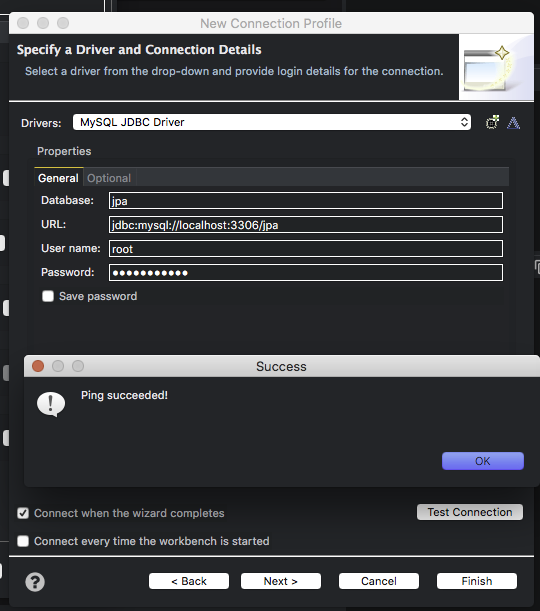 New Connection Profile
Specify a Driver and Connection Details
Select a driver from the drop-down and provide login details for the connection.
Drivers: MySQL JDBC Driver
Properties
General Optional
Database: jpa
URL: jdbc:mysql://localhost:3306/jpa
User name: root
Password: ●●●●●●●●●●●
Save password
Success
Ping succeeded!
OK
Connect when the wizard completes Test Connection
Connect every time the workbench is started
? < Back Next > Cancel Finish